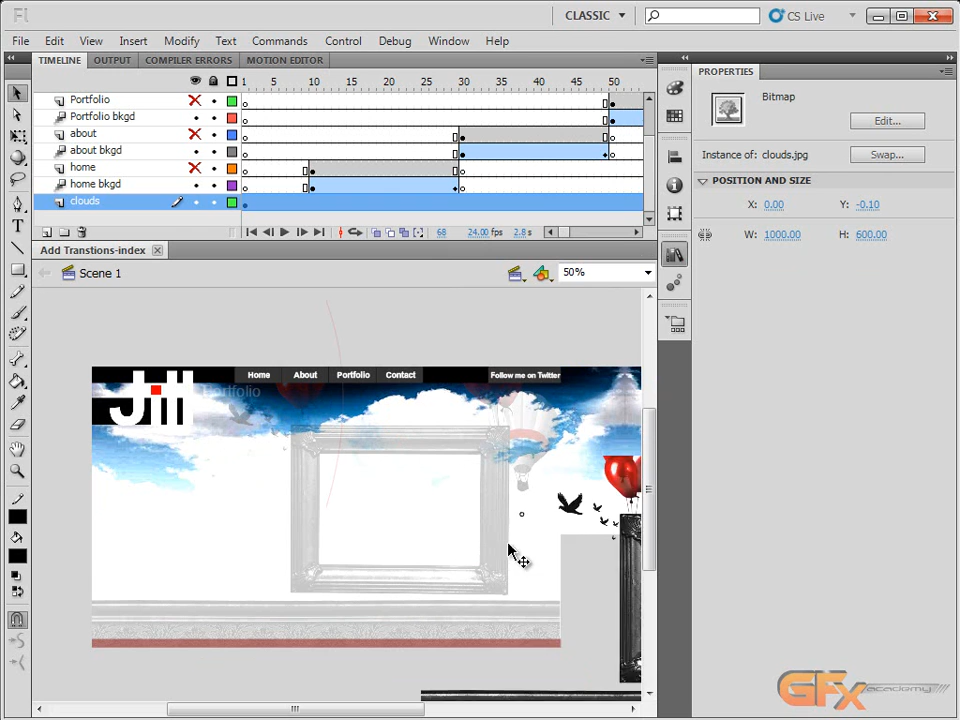 Fl
CLASSIC
CS Live
File Edit View Insert Modify Text Commands Control Debug Window Help
TIMELINE OUTPUT COMPILER ERRORS MOTION EDITOR
PROPERTIES
1 5 10 15 20 25 30 35 40 45 50
Portfolio
Portfolio bkgd
about
about bkgd
home
home bkgd
clouds
68 24.00 fps 2.8 s
Bitmap
Edit...
Instance of: clouds.jpg
Swap...
POSITION AND SIZE
X: 0.00 Y: -0.10
W: 1000.00 H: 600.00
Add Transtions-index
Scene 1
50%
Jill
Home About Portfolio Contact Follow me on Twitter
Portfolio
GFx academy